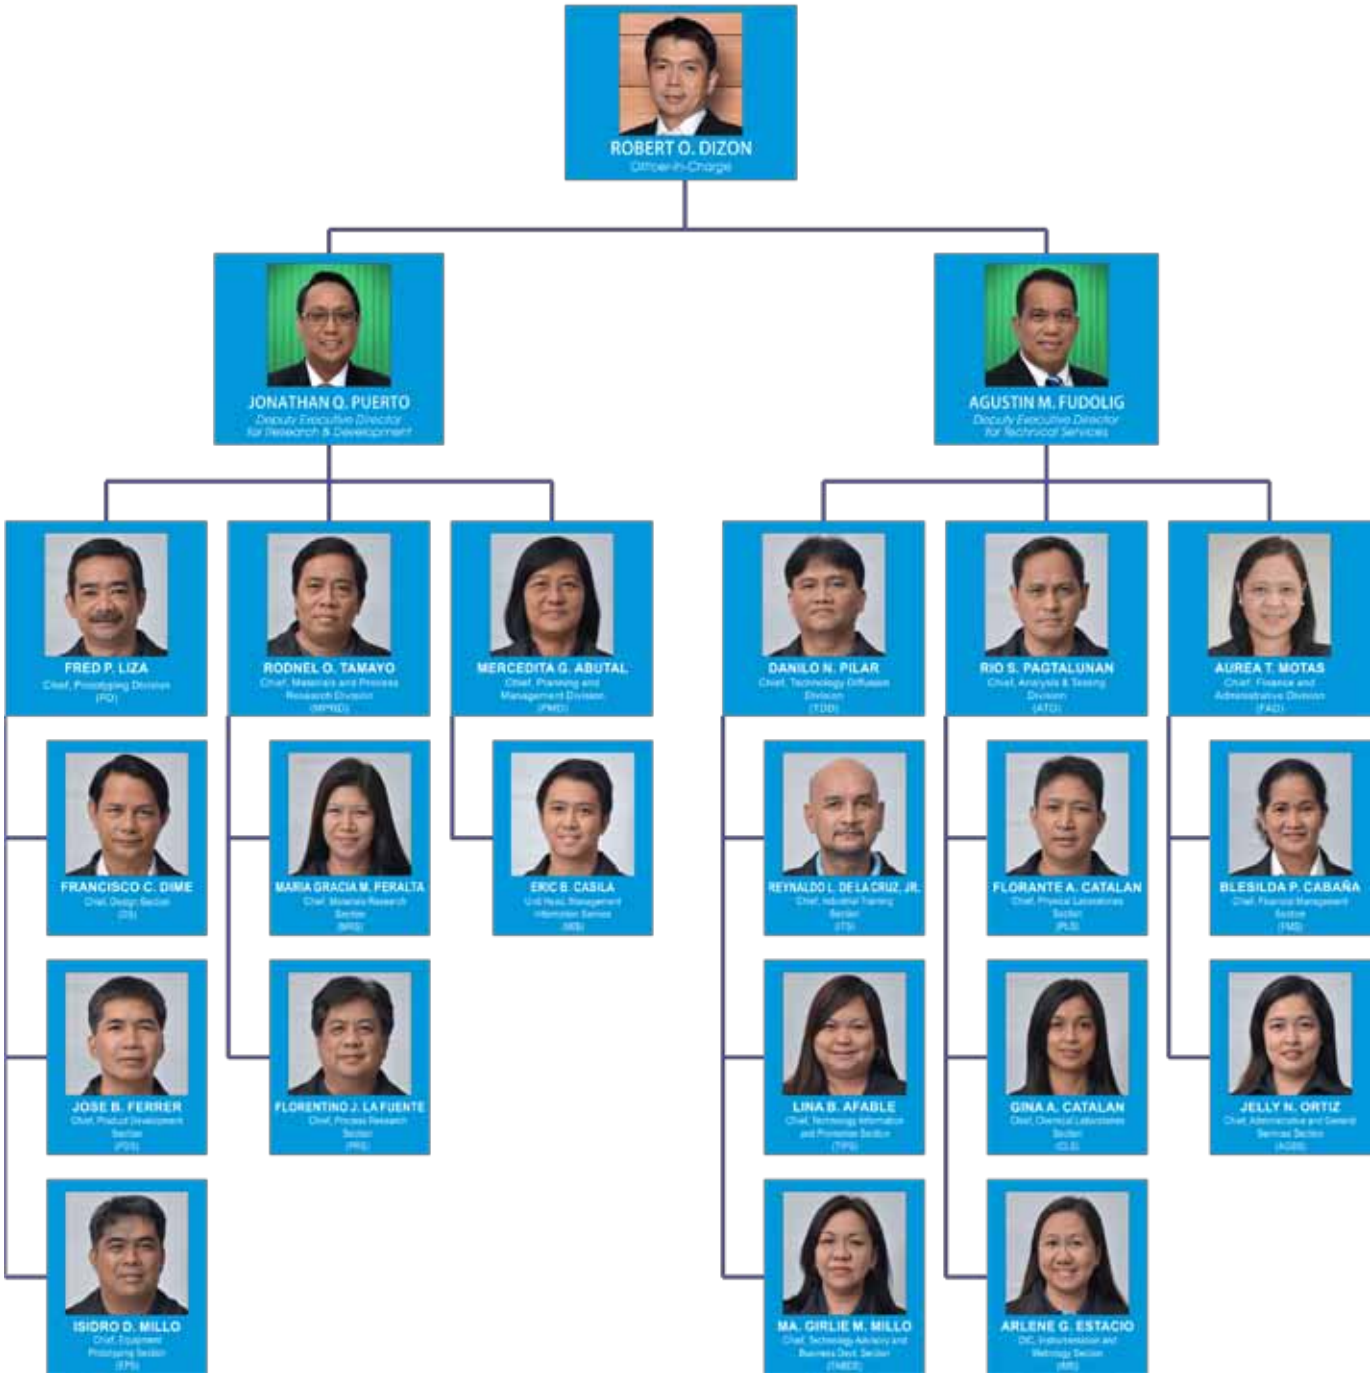 ROBERT O. DIZON
Officer-in-Charge
JONATHAN Q. PUERTO
Deputy Executive Director
for Research & Development
AGUSTIN M. FUDOLIG
Deputy Executive Director
for Technical Services
FRED P. LIZA
Chief, Prototyping Division
(PD)
RODNEL O. TAMAYO
Chief, Materials and Process
Research Division
(MPRD)
MERCEDITA G. ABUTAL
Chief, Planning and
Management Division
(PMD)
DANILO N. PILAR
Chief, Technology Diffusion
Division
(TDD)
RIO S. PAGTALUNAN
Chief, Analysis & Testing
Division
(ATD)
AUREA T. MOTAS
Chief, Finance and
Administrative Division
(FAD)
FRANCISCO C. DIME
Chief, Design Section
(DS)
MARIA GRACIA M. PERALTA
Chief, Materials Research
Section
(MRS)
ERIC B. CASILA
Unit Head, Management
Information Service
(MIS)
REYNALDO L. DE LA CRUZ, JR.
Chief, Industrial Training
Section
(ITS)
FLORANTE A. CATALAN
Chief, Physical Laboratories
Section
(PLS)
BLESILDA P. CABAÑA
Chief, Financial Management
Section
(FMS)
JOSE B. FERRER
Chief, Product Development
Section
(PDS)
FLORENTINO J. LA FUENTE
Chief, Process Research
Section
(PRS)
LINA B. AFABLE
Chief, Technology Information
and Promotion Section
(TIPS)
GINA A. CATALAN
Chief, Chemical Laboratories
Section
(CLS)
JELLY N. ORTIZ
Chief, Administrative and General
Services Section
(AGSS)
ISIDRO D. MILLO
Chief, Equipment
Prototyping Section
(EPS)
MA. GIRLIE M. MILLO
Chief, Technology Advisory and
Business Devt. Section
(TABDS)
ARLENE G. ESTACIO
OIC, Instrumentation and
Metrology Section
(IMS)